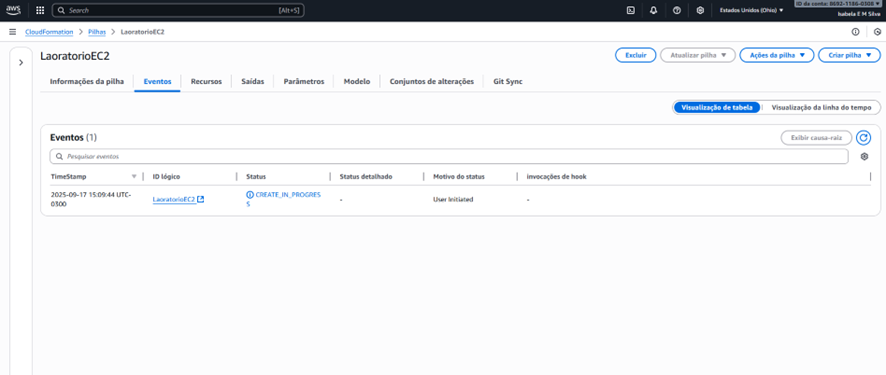 aws
Search [Alt+S]
Estados Unidos (Ohio)
ID da conta: 8692-1186-0308
Isabela E M Silva
CloudFormation > Pilhas > LaoratorioEC2
LaoratorioEC2
Excluir
Atualizar pilha
Ações da pilha
Criar pilha
Informações da pilha
Eventos
Recursos
Saídas
Parâmetros
Modelo
Conjuntos de alterações
Git Sync
Visualização de tabela
Visualização da linha do tempo
Eventos (1)
Exibir causa-raiz
Pesquisar eventos
TimeStamp
ID lógico
Status
Status detalhado
Motivo do status
invocações de hook
2025-09-17 15:09:44 UTC-
0300
LaoratorioEC2
CREATE_IN_PROGRES
S
-
User Initiated
-